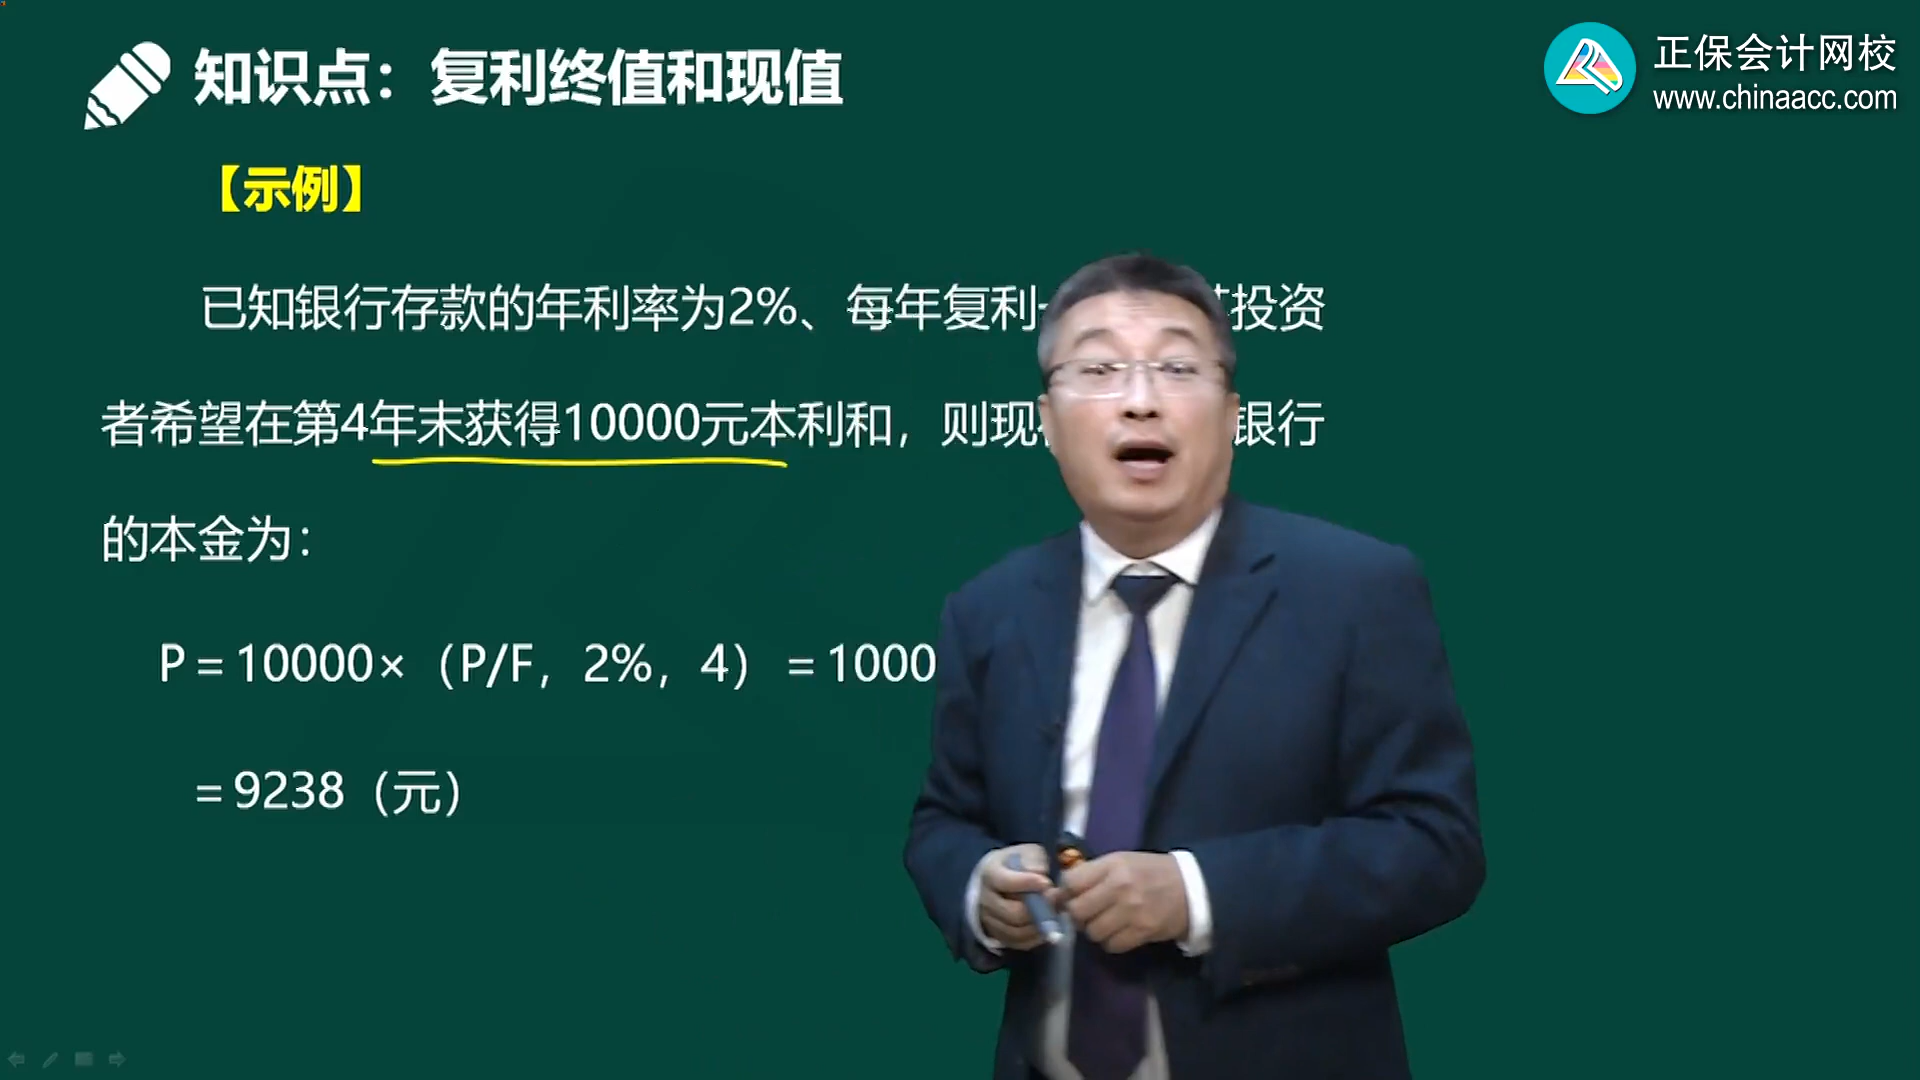 知识点：复利终值和现值
正保会计网校
www.chinaacc.com
【示例】
已知银行存款的年利率为2%、每年复利 投资
者希望在第4年末获得10000元本利和，则现 银行
的本金为：
P＝10000×（P/F，2%，4）＝1000
＝9238（元）